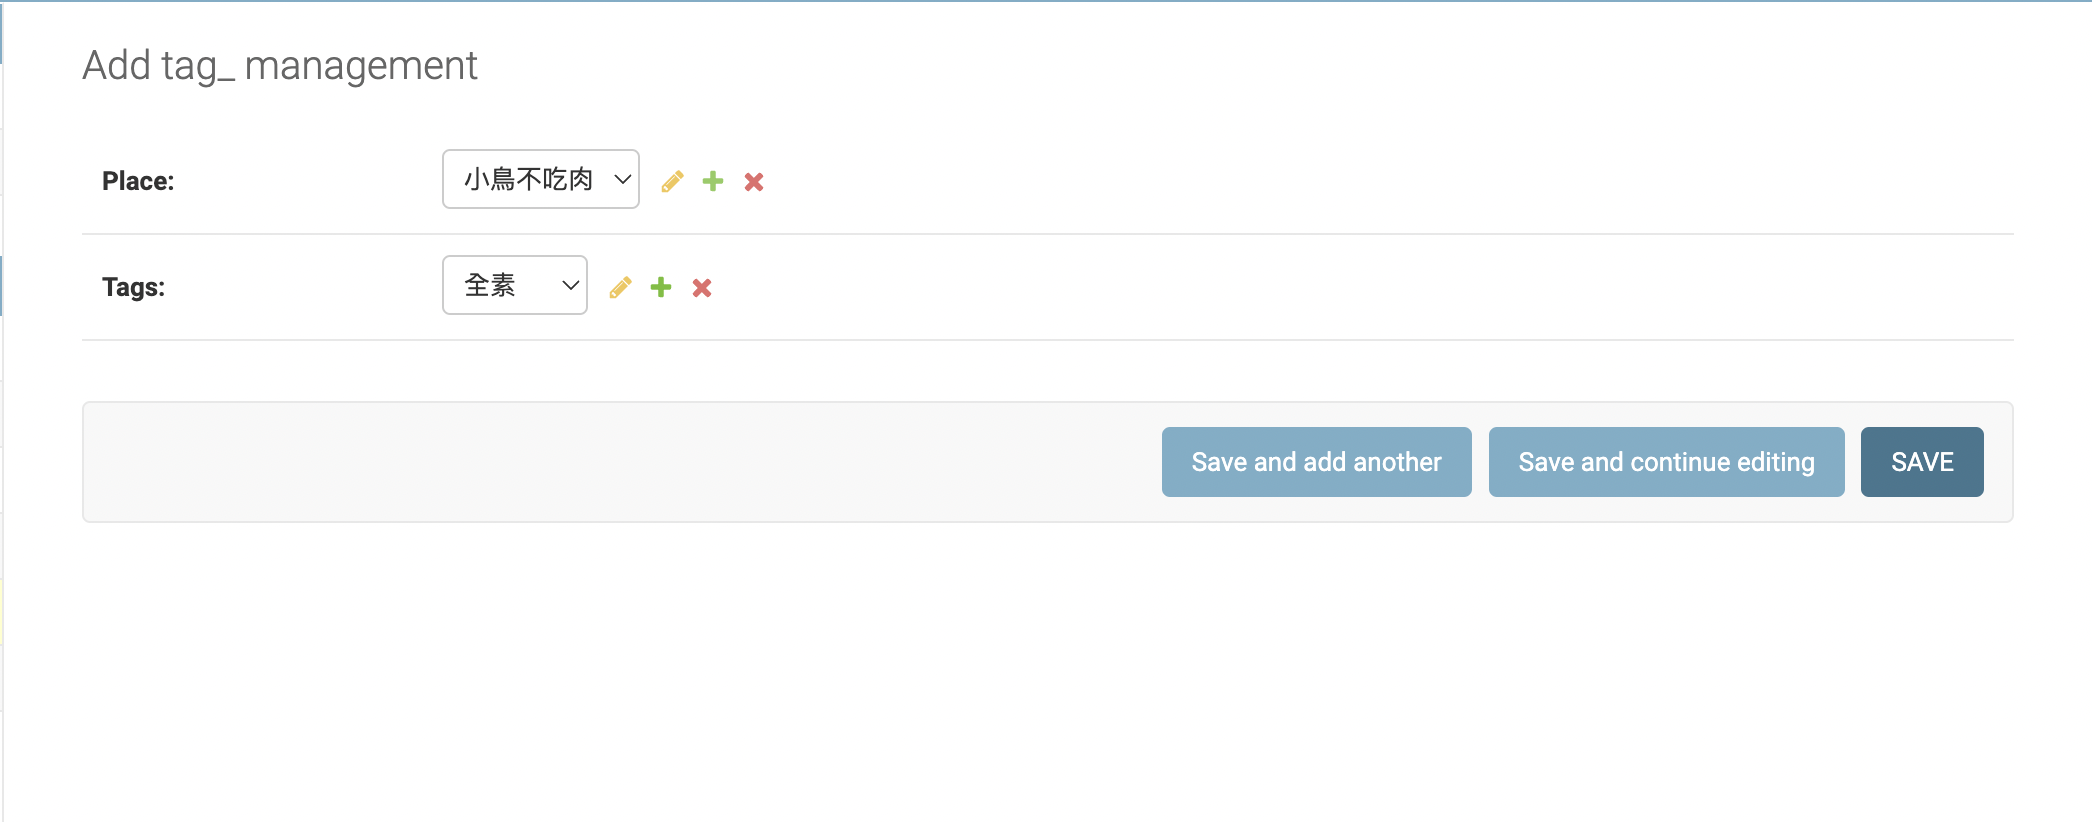 Add tag_ management
Place: 小鳥不吃肉
Tags: 全素
Save and add another Save and continue editing SAVE